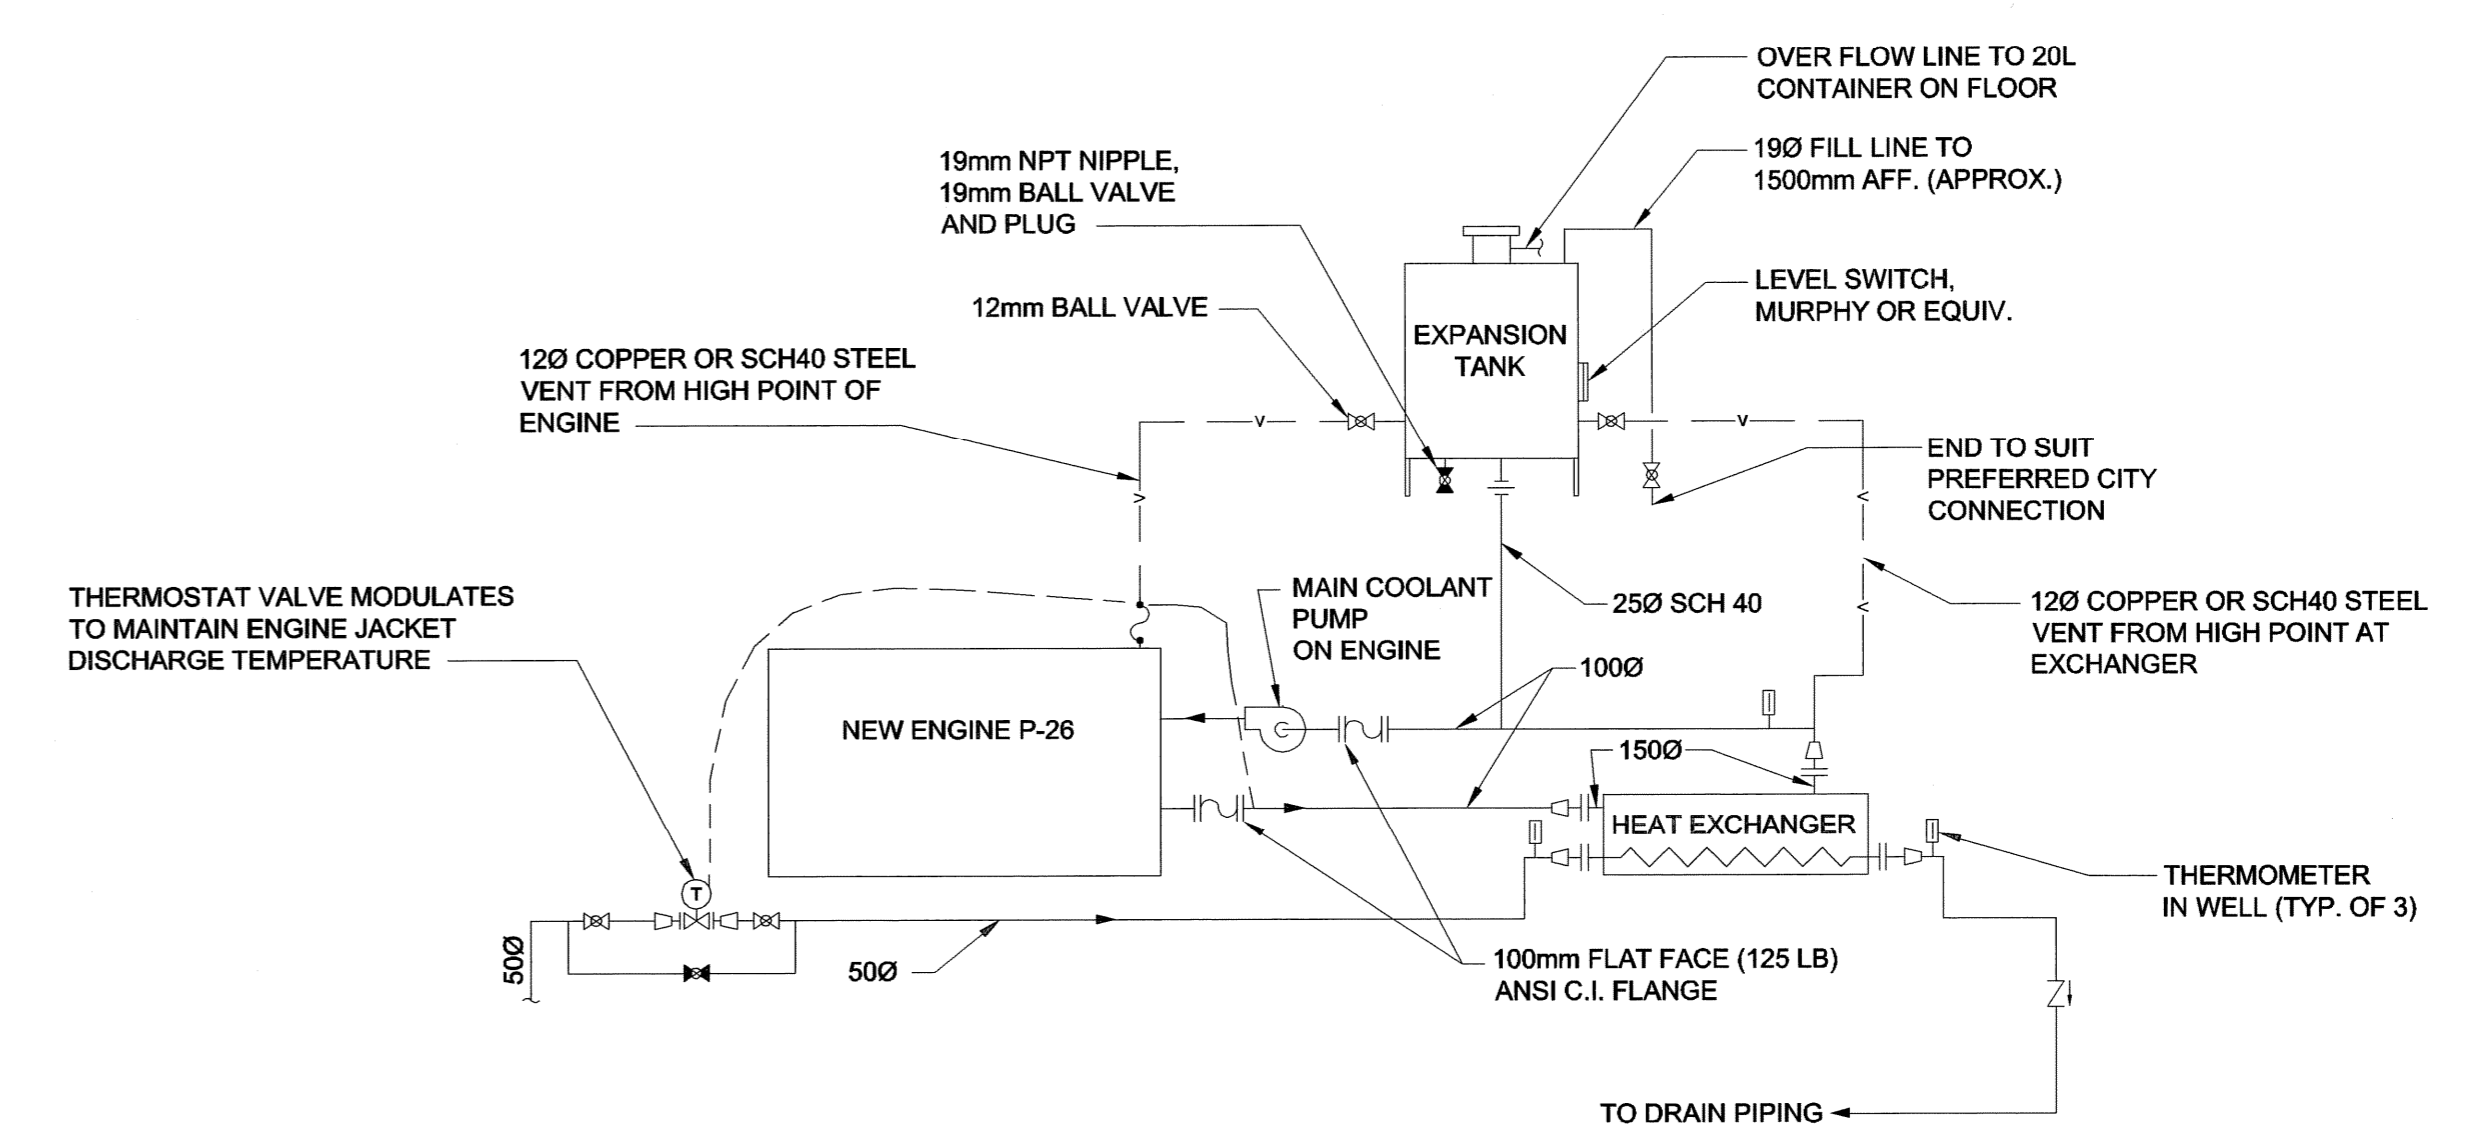 OVER FLOW LINE TO 20L
CONTAINER ON FLOOR
19Ø FILL LINE TO
1500mm AFF. (APPROX.)
19mm NPT NIPPLE,
19mm BALL VALVE
AND PLUG
LEVEL SWITCH,
MURPHY OR EQUIV.
12mm BALL VALVE
EXPANSION
TANK
12Ø COPPER OR SCH40 STEEL
VENT FROM HIGH POINT OF
ENGINE
V
V
END TO SUIT
PREFERRED CITY
CONNECTION
V
V
V
MAIN COOLANT
PUMP
ON ENGINE
25Ø SCH 40
12Ø COPPER OR SCH40 STEEL
VENT FROM HIGH POINT AT
EXCHANGER
THERMOSTAT VALVE MODULATES
TO MAINTAIN ENGINE JACKET
DISCHARGE TEMPERATURE
100Ø
NEW ENGINE P-26
C
150Ø
HEAT EXCHANGER
THERMOMETER
IN WELL (TYP. OF 3)
T
50Ø
50Ø
100mm FLAT FACE (125 LB)
ANSI C.I. FLANGE
TO DRAIN PIPING